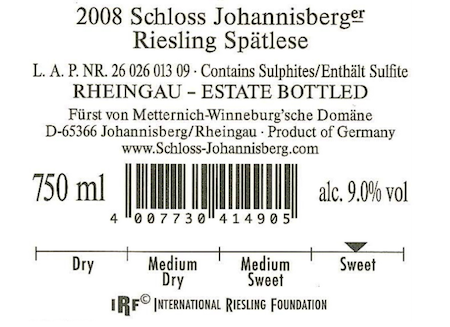 2008 Schloss Johannisberger
Riesling Spätlese
L. A. P. NR. 26 026 013 09 · Contains Sulphites/Enthält Sulfite
RHEINGAU – ESTATE BOTTLED
Fürst von Metternich-Winneburg'sche Domäne
D-65366 Johannisberg/Rheingau · Product of Germany
www.Schloss-Johannisberg.com
750 ml
alc. 9.0% vol
4 007730 414905
Dry Medium Dry Medium Sweet Sweet
IRF© INTERNATIONAL RIESLING FOUNDATION